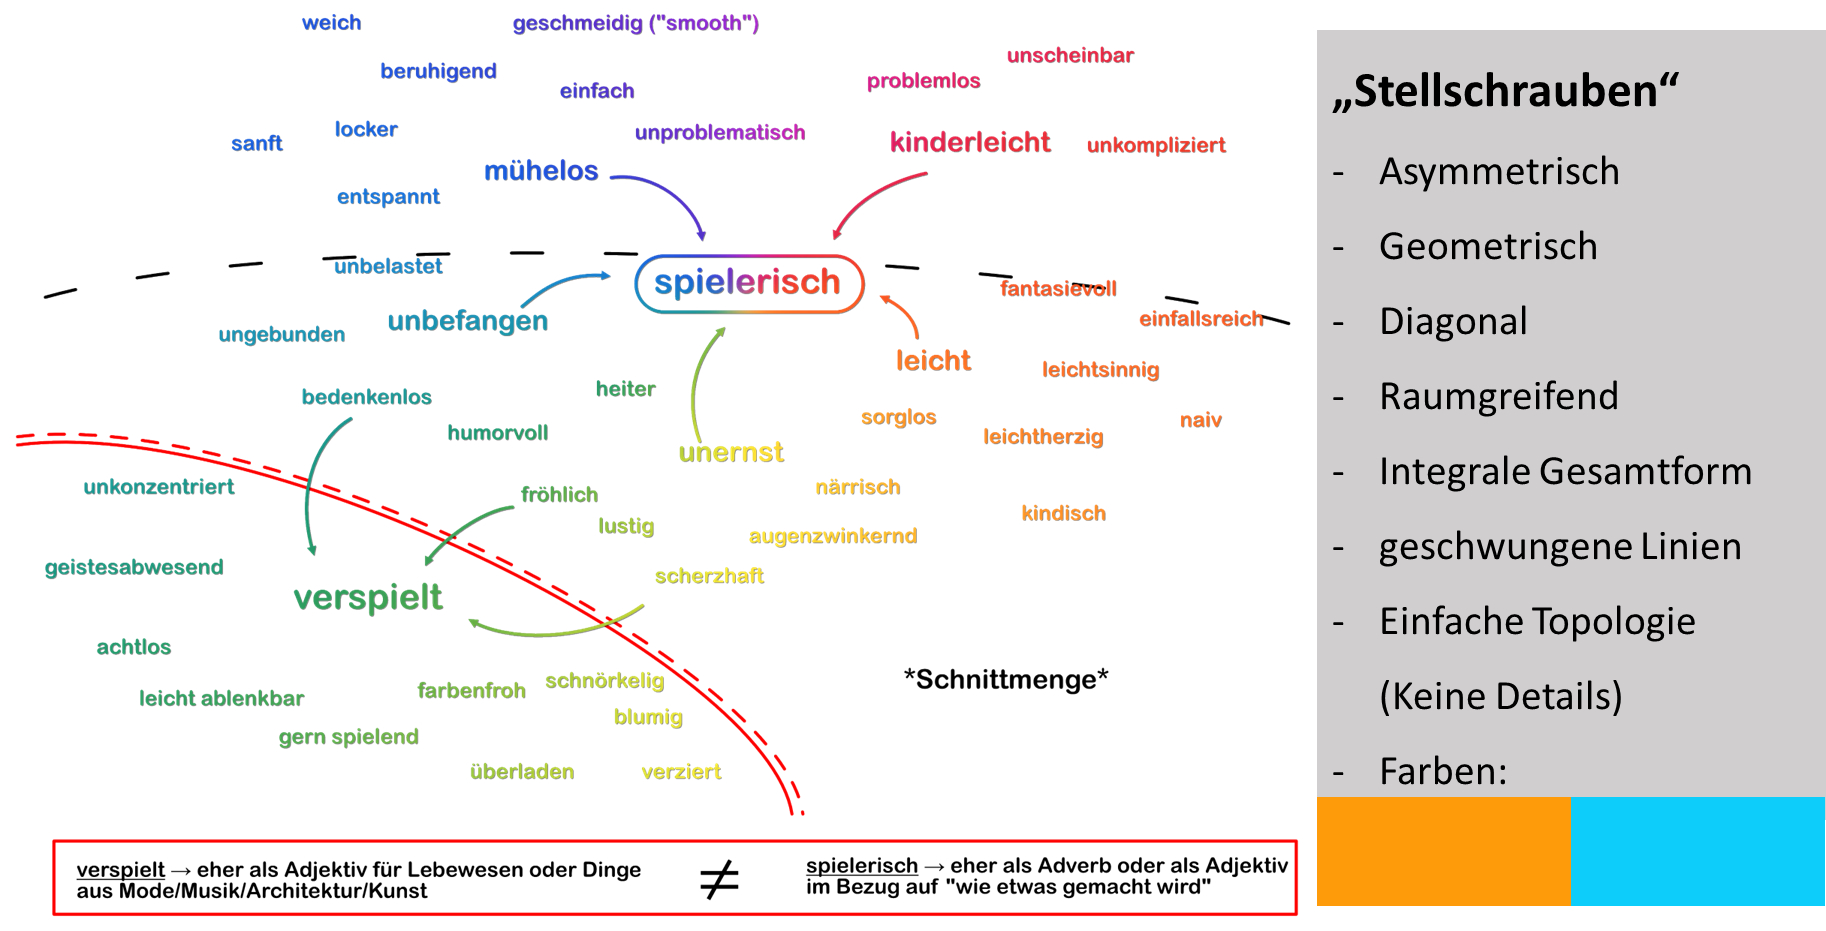 weich
geschmeidig ("smooth")
unscheinbar
beruhigend
problemlos
einfach
locker
unproblematisch
sanft
kinderleicht
unkompliziert
mühelos
entspannt
unbelastet
spielerisch
fantasievoll
unbefangen
einfallsreich
ungebunden
leicht
leichtsinnig
heiter
bedenkenlos
sorglos
naiv
humorvoll
leichtherzig
unernst
unkonzentriert
närrisch
fröhlich
kindisch
lustig
augenzwinkernd
geistesabwesend
scherzhaft
verspielt
achtlos
schnörkelig
*Schnittmenge*
leicht ablenkbar
farbenfroh
blumig
gern spielend
überladen
verziert
verspielt → eher als Adjektiv für Lebewesen oder Dinge
aus Mode/Musik/Architektur/Kunst
≠
spielerisch → eher als Adverb oder als Adjektiv
im Bezug auf "wie etwas gemacht wird"
„Stellschrauben“
- Asymmetrisch
- Geometrisch
- Diagonal
- Raumgreifend
- Integrale Gesamtform
- geschwungene Linien
- Einfache Topologie
(Keine Details)
- Farben: